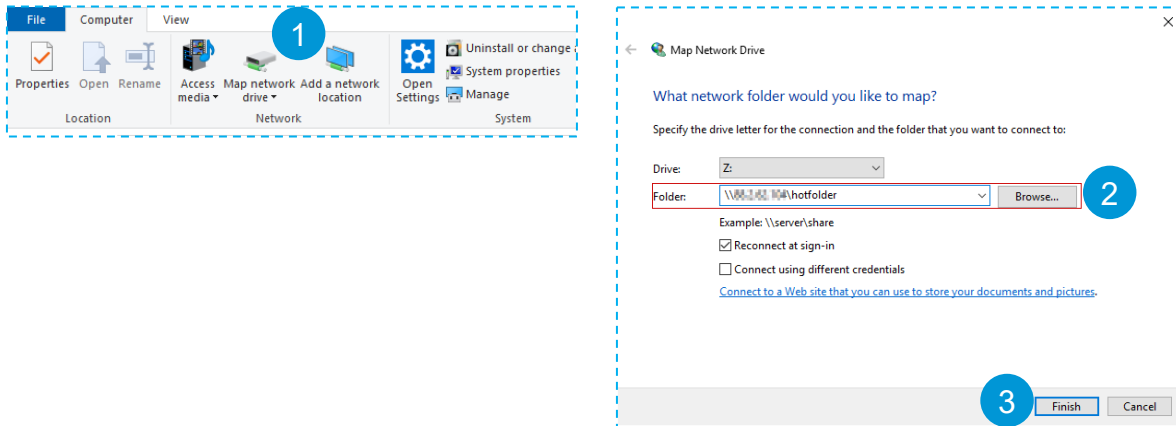 File Computer View
1
Properties Open Rename Access media Map network drive Add a network location Open Settings Uninstall or change
System properties
Manage
Location Network System
Map Network Drive
What network folder would you like to map?
Specify the drive letter for the connection and the folder that you want to connect to:
Drive: Z:
Folder: \\ \hotfolder Browse...
2
Example: \\server\share
Reconnect at sign-in
Connect using different credentials
Connect to a Web site that you can use to store your documents and pictures.
3
Finish Cancel